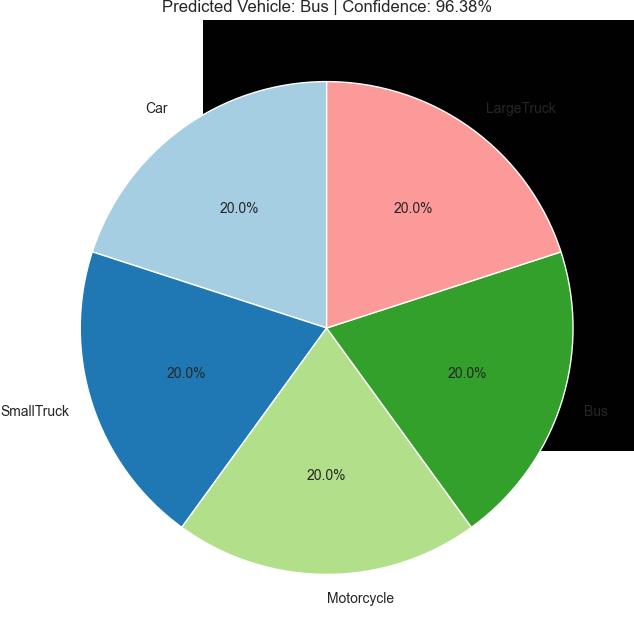 Predicted Vehicle: Bus | Confidence: 96.38%
Car
LargeTruck
20.0%
20.0%
20.0%
20.0%
SmallTruck
Bus
20.0%
Motorcycle